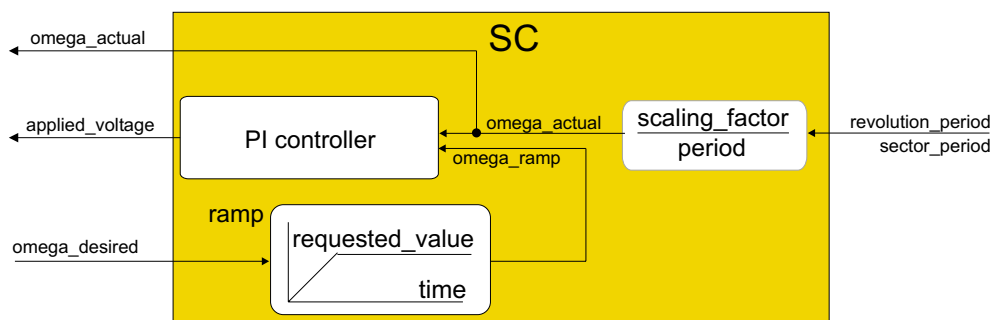 SC
omega_actual
applied_voltage
PI controller
omega_actual
omega_ramp
scaling_factor
period
revolution_period
sector_period
ramp
omega_desired
requested_value
time